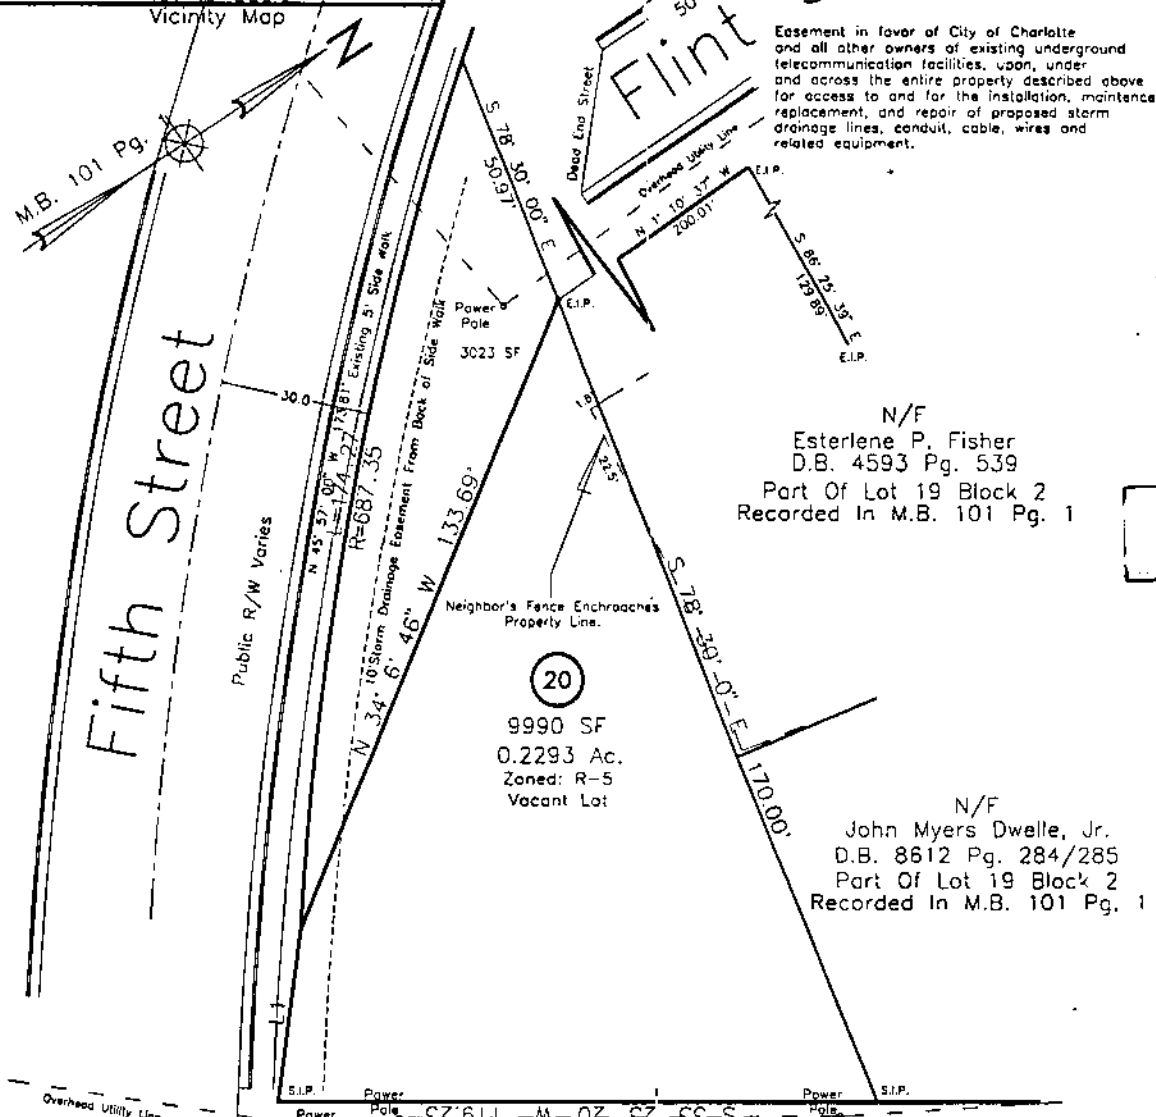 Vicinity Map
N
M.B. 101 Pg. 1
50
Flint
Dead End Street
Easement in favor of City of Charlotte
and all other owners of existing underground
telecommunication facilities, upon, under
and across the entire property described above
for access to and for the installation, maintence
replacement, and repair of proposed storm
drainage lines, conduit, cable, wires and
related equipment.
Overhead Utility Line
N 1° 10' 37" W
200.01'
E.I.P.
S 86° 25' 39" E
129.89'
E.I.P.
S 78° 30' 00" E
50.97'
E.I.P.
Power
Pole
3023 SF
Fifth Street
Public R/W Varies
30.0
N 45° 57' 00" W 173.81'
Existing 5' Side Walk
L=174.27
R=687.35
10' Storm Drainage Easement From Back of Side Walk
N 34° 6' 46" W 133.69'
1.8'
22.5'
Neighbor's Fence Enchroaches
Property Line.
N/F
Esterlene P. Fisher
D.B. 4593 Pg. 539
Part Of Lot 19 Block 2
Recorded In M.B. 101 Pg. 1
20
9990 SF
0.2293 Ac.
Zoned: R-5
Vacant Lot
S 78° 30' 0" E 170.00'
N/F
John Myers Dwelle, Jr.
D.B. 8612 Pg. 284/285
Part Of Lot 19 Block 2
Recorded In M.B. 101 Pg. 1
L1
S.I.P.
Power
Pole
Power
Power
Pole
S.I.P.
Overhead Utility Line